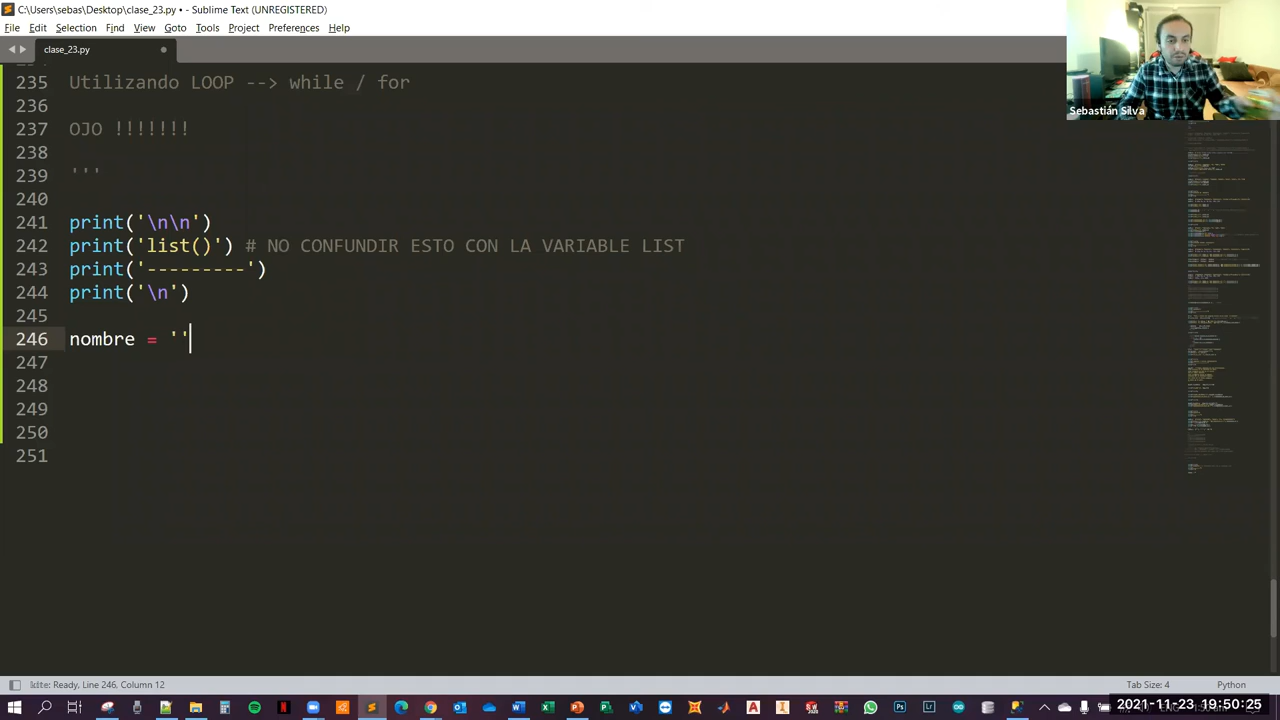 C:\Users\sebas\Desktop\clase_23.py - Sublime Text (UNREGISTERED)
File Edit Selection Find View Goto Tools Project Preferences Help
clase_23.py
Sebastián Silva
235 Utilizando LOOP --> while / for
236
237 OJO !!!!!!!
238
239 '''
240
241 print('\n\n')
242 print('list()') # NO CONFUNDIR ESTO CON LA VARIABLE LIST
243 print('---------')
244 print('\n')
245
246 nombre = ''
247
248
249
250
251
Ready, Line 246, Column 12
Tab Size: 4
Python
2021-11-23 19:50:25